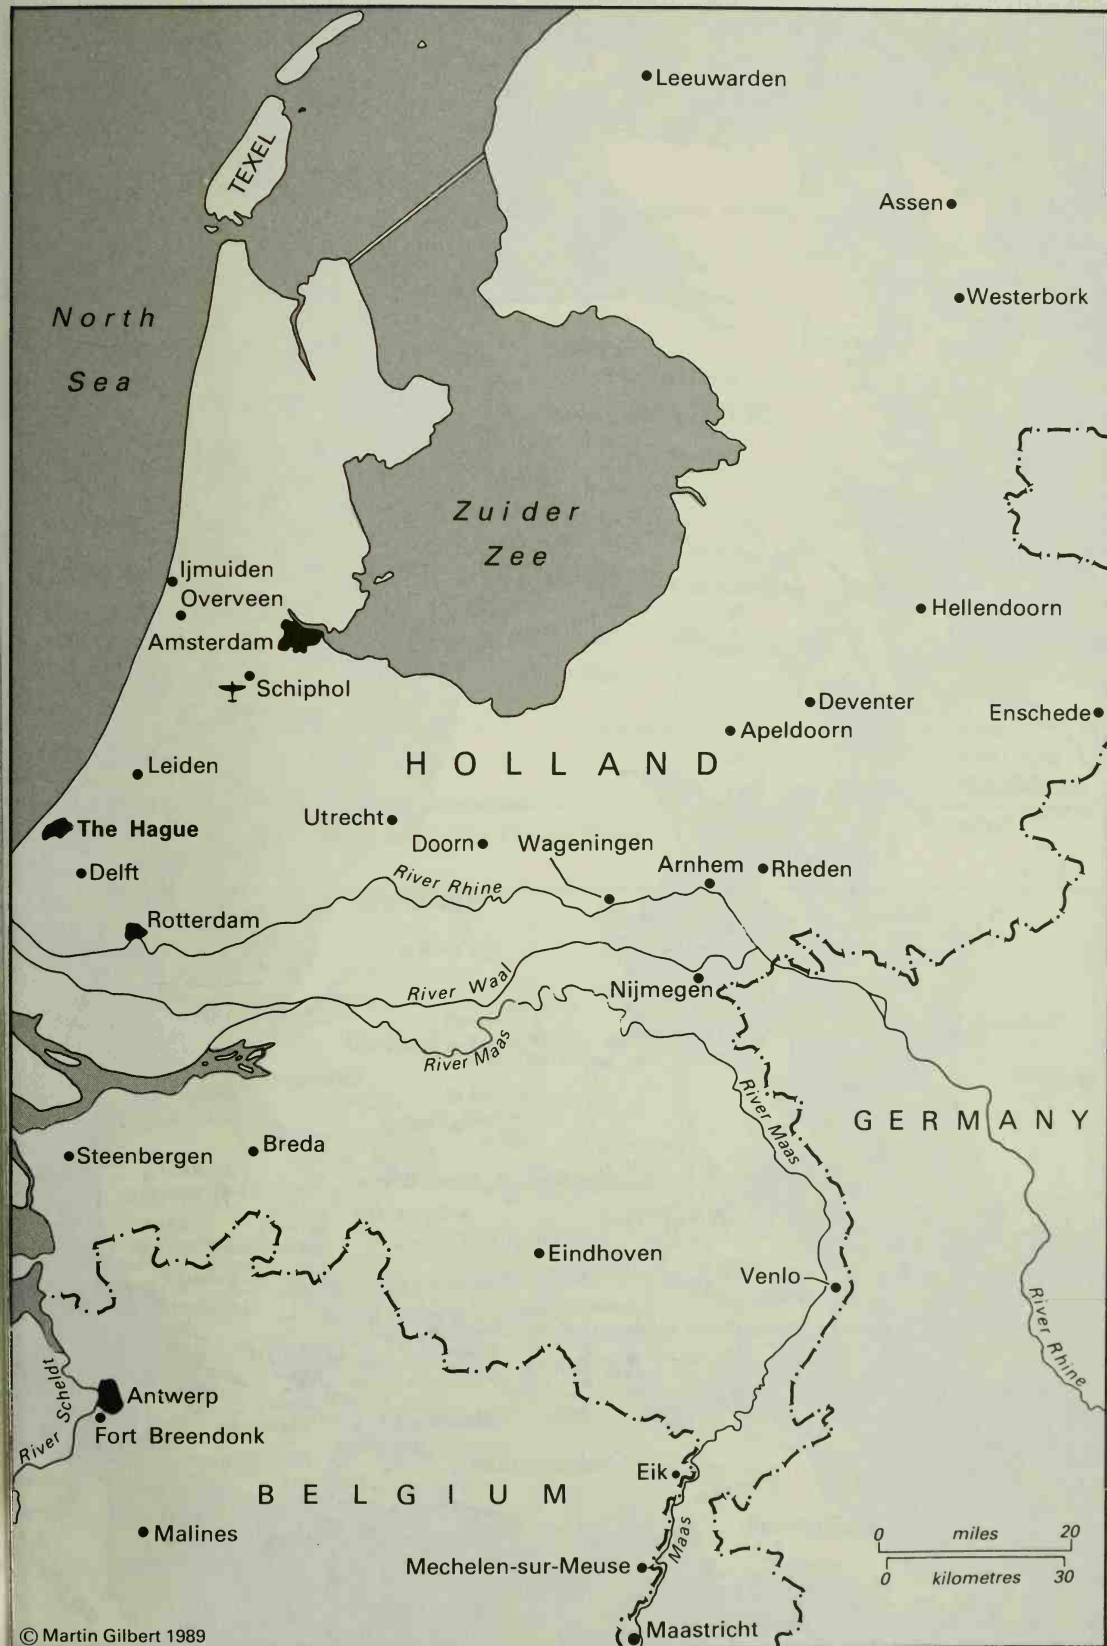 Leeuwarden
TEXEL
Assen
Westerbork
North
Sea
Zuider
Zee
Ijmuiden
Overveen
Amsterdam
Schiphol
Hellendoorn
Deventer
Enschede
Apeldoorn
HOLLAND
Leiden
Utrecht
The Hague
Doorn
Wageningen
Delft
Arnhem
Rheden
River Rhine
Rotterdam
River Waal
Nijmegen
River Maas
River Maas
GERMANY
Steenbergen
Breda
Eindhoven
Venlo
River Rhine
River Scheldt
Antwerp
Fort Breendonk
Eik
BELGIUM
Maas
Malines
0 miles 20
0 kilometres 30
Mechelen-sur-Meuse
Maastricht
© Martin Gilbert 1989